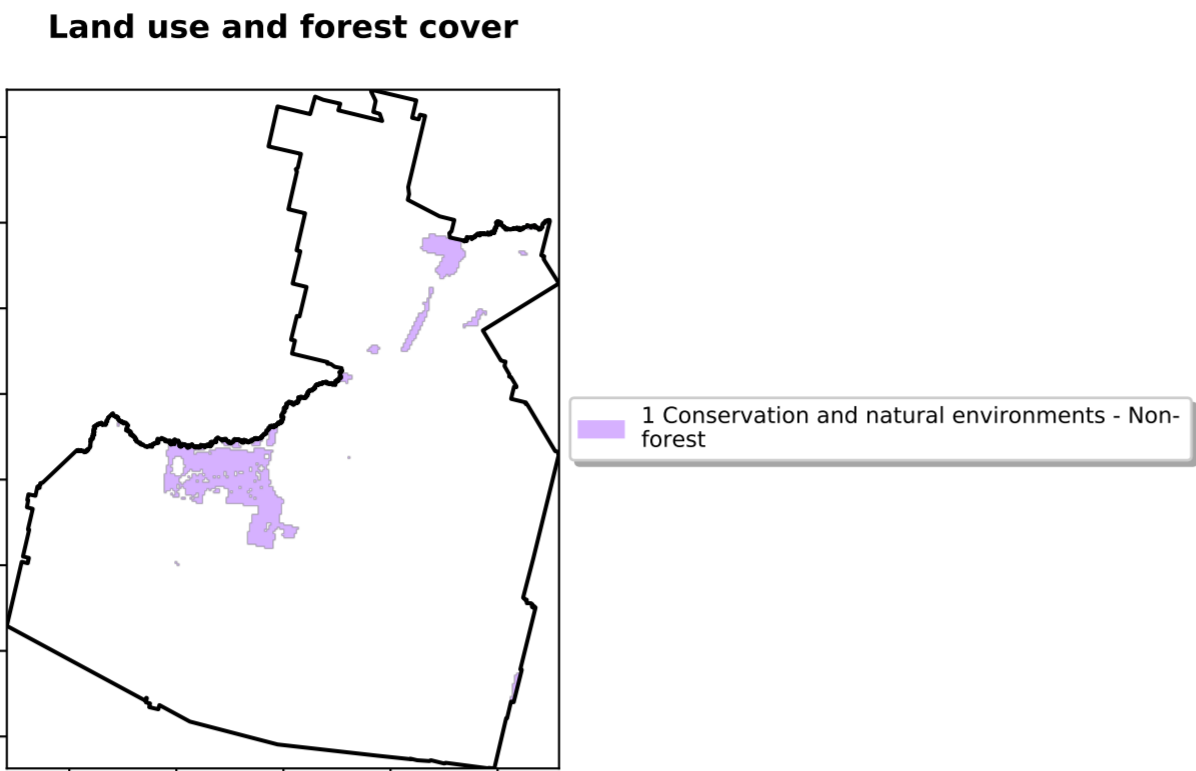 Land use and forest cover
1 Conservation and natural environments - Non-
forest